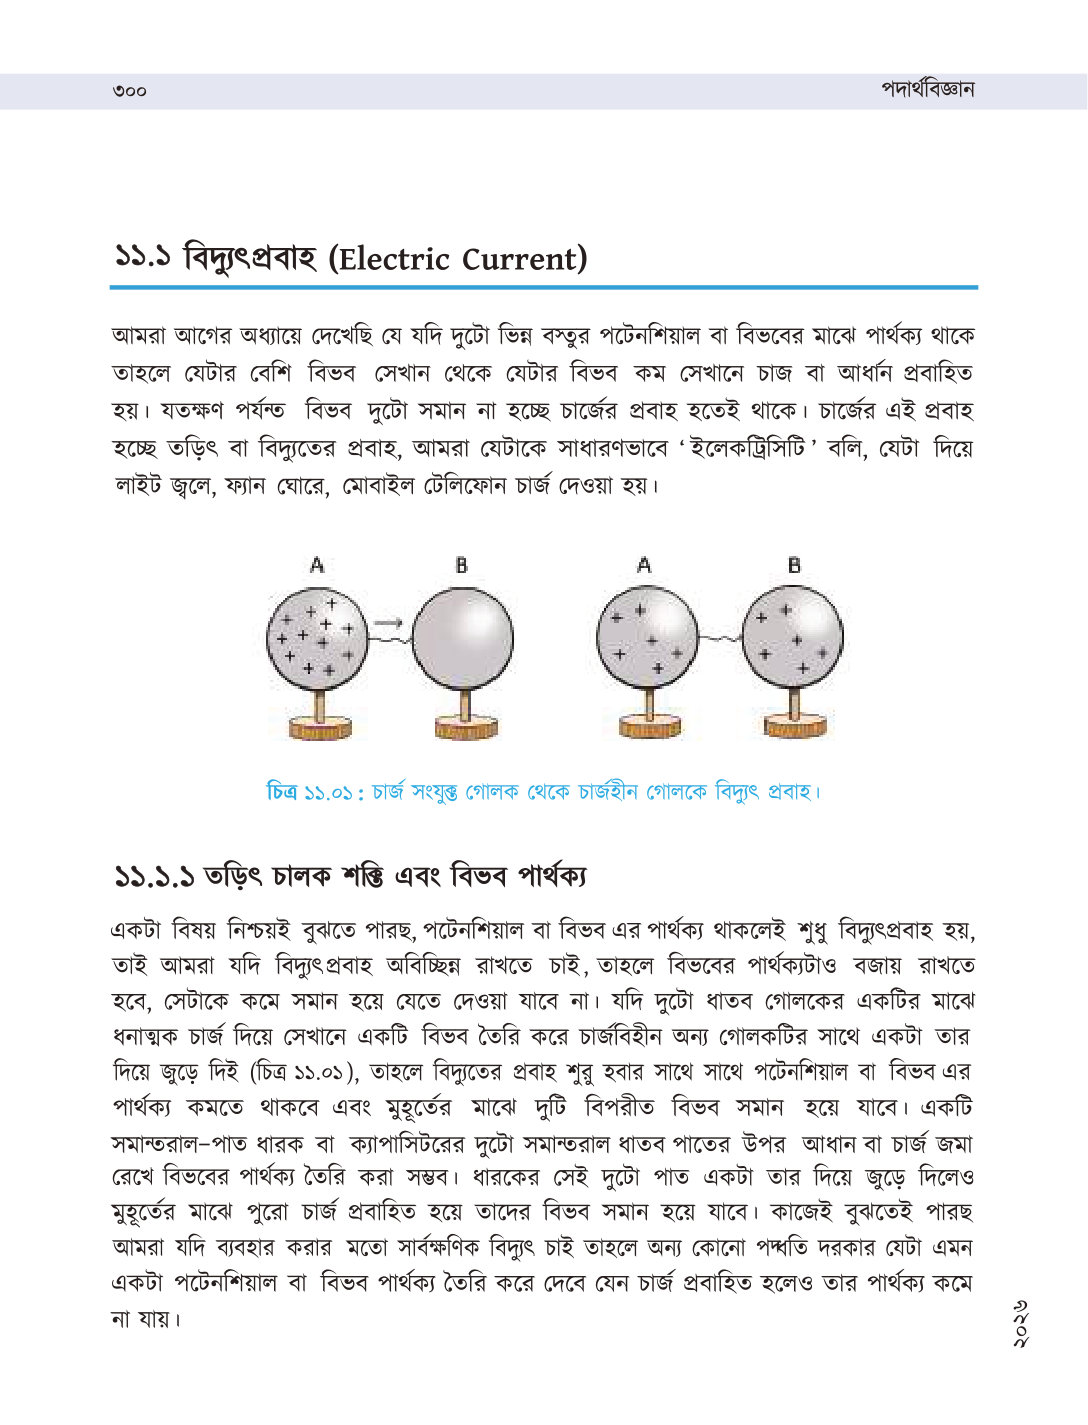 ৩০০
পদার্থবিজ্ঞান
১১.১ বিদ্যুৎপ্রবাহ (Electric Current)
আমরা আগের অধ্যায়ে দেখেছি যে যদি দুটো ভিন্ন বস্তুর পটেনশিয়াল বা বিভবের মাঝে পার্থক্য থাকে
তাহলে যেটার বেশি বিভব সেখান থেকে যেটার বিভব কম সেখানে চাজ বা আধান প্রবাহিত
হয়। যতক্ষণ পর্যন্ত বিভব দুটো সমান না হচ্ছে চার্জের প্রবাহ হতেই থাকে। চার্জের এই প্রবাহ
হচ্ছে তড়িৎ বা বিদ্যুতের প্রবাহ, আমরা যেটাকে সাধারণভাবে ‘ইলেকট্রিসিটি’ বলি, যেটা দিয়ে
লাইট জ্বলে, ফ্যান ঘোরে, মোবাইল টেলিফোন চার্জ দেওয়া হয়।
A B A B
চিত্র ১১.০১ : চার্জ সংযুক্ত গোলক থেকে চার্জহীন গোলকে বিদ্যুৎ প্রবাহ।
১১.১.১ তড়িৎ চালক শক্তি এবং বিভব পার্থক্য
একটা বিষয় নিশ্চয়ই বুঝতে পারছ, পটেনশিয়াল বা বিভব এর পার্থক্য থাকলেই শুধু বিদ্যুৎপ্রবাহ হয়,
তাই আমরা যদি বিদ্যুৎপ্রবাহ অবিচ্ছিন্ন রাখতে চাই, তাহলে বিভবের পার্থক্যটাও বজায় রাখতে
হবে, সেটাকে কমে সমান হয়ে যেতে দেওয়া যাবে না। যদি দুটো ধাতব গোলকের একটির মাঝে
ধনাত্মক চার্জ দিয়ে সেখানে একটি বিভব তৈরি করে চার্জবিহীন অন্য গোলকটির সাথে একটা তার
দিয়ে জুড়ে দিই (চিত্র ১১.০১), তাহলে বিদ্যুতের প্রবাহ শুরু হবার সাথে সাথে পটেনশিয়াল বা বিভব এর
পার্থক্য কমতে থাকবে এবং মুহূর্তের মাঝে দুটি বিপরীত বিভব সমান হয়ে যাবে। একটি
সমান্তরাল–পাত ধারক বা ক্যাপাসিটরের দুটো সমান্তরাল ধাতব পাতের উপর আধান বা চার্জ জমা
রেখে বিভবের পার্থক্য তৈরি করা সম্ভব। ধারকের সেই দুটো পাত একটা তার দিয়ে জুড়ে দিলেও
মুহূর্তের মাঝে পুরো চার্জ প্রবাহিত হয়ে তাদের বিভব সমান হয়ে যাবে। কাজেই বুঝতেই পারছ
আমরা যদি ব্যবহার করার মতো সার্বক্ষণিক বিদ্যুৎ চাই তাহলে অন্য কোনো পদ্ধতি দরকার যেটা এমন
একটা পটেনশিয়াল বা বিভব পার্থক্য তৈরি করে দেবে যেন চার্জ প্রবাহিত হলেও তার পার্থক্য কমে
না যায়।
২০২৬